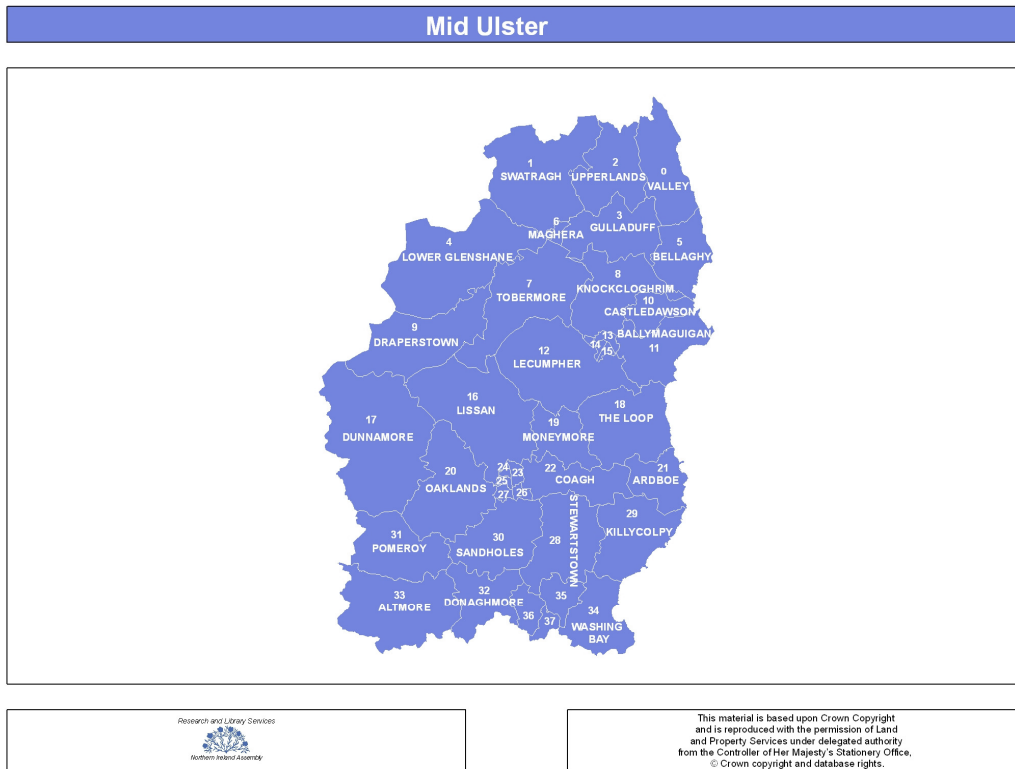 Mid Ulster
1
SWATRAGH
2
UPPERLANDS
0
VALLEY
3
GULLADUFF
6
MAGHERA
4
LOWER GLENSHANE
5
BELLAGHY
7
TOBERMORE
8
KNOCKCLOGHRIM
10
CASTLEDAWSON
9
DRAPERSTOWN
13
BALLYMAGUIGAN
11
14
15
12
LECUMPHER
16
LISSAN
17
DUNNAMORE
18
THE LOOP
19
MONEYMORE
20
OAKLANDS
24
23
25
26
27
22
COAGH
21
ARDBOE
29
KILLYCOLPY
STEWARTSTOWN
28
31
POMEROY
30
SANDHOLES
33
ALTMORE
32
DONAGHMORE
35
36
37
34
WASHING
BAY
Research and Library Services
Northern Ireland Assembly
This material is based upon Crown Copyright
and is reproduced with the permission of Land
and Property Services under delegated authority
from the Controller of Her Majesty's Stationery Office,
© Crown copyright and database rights.